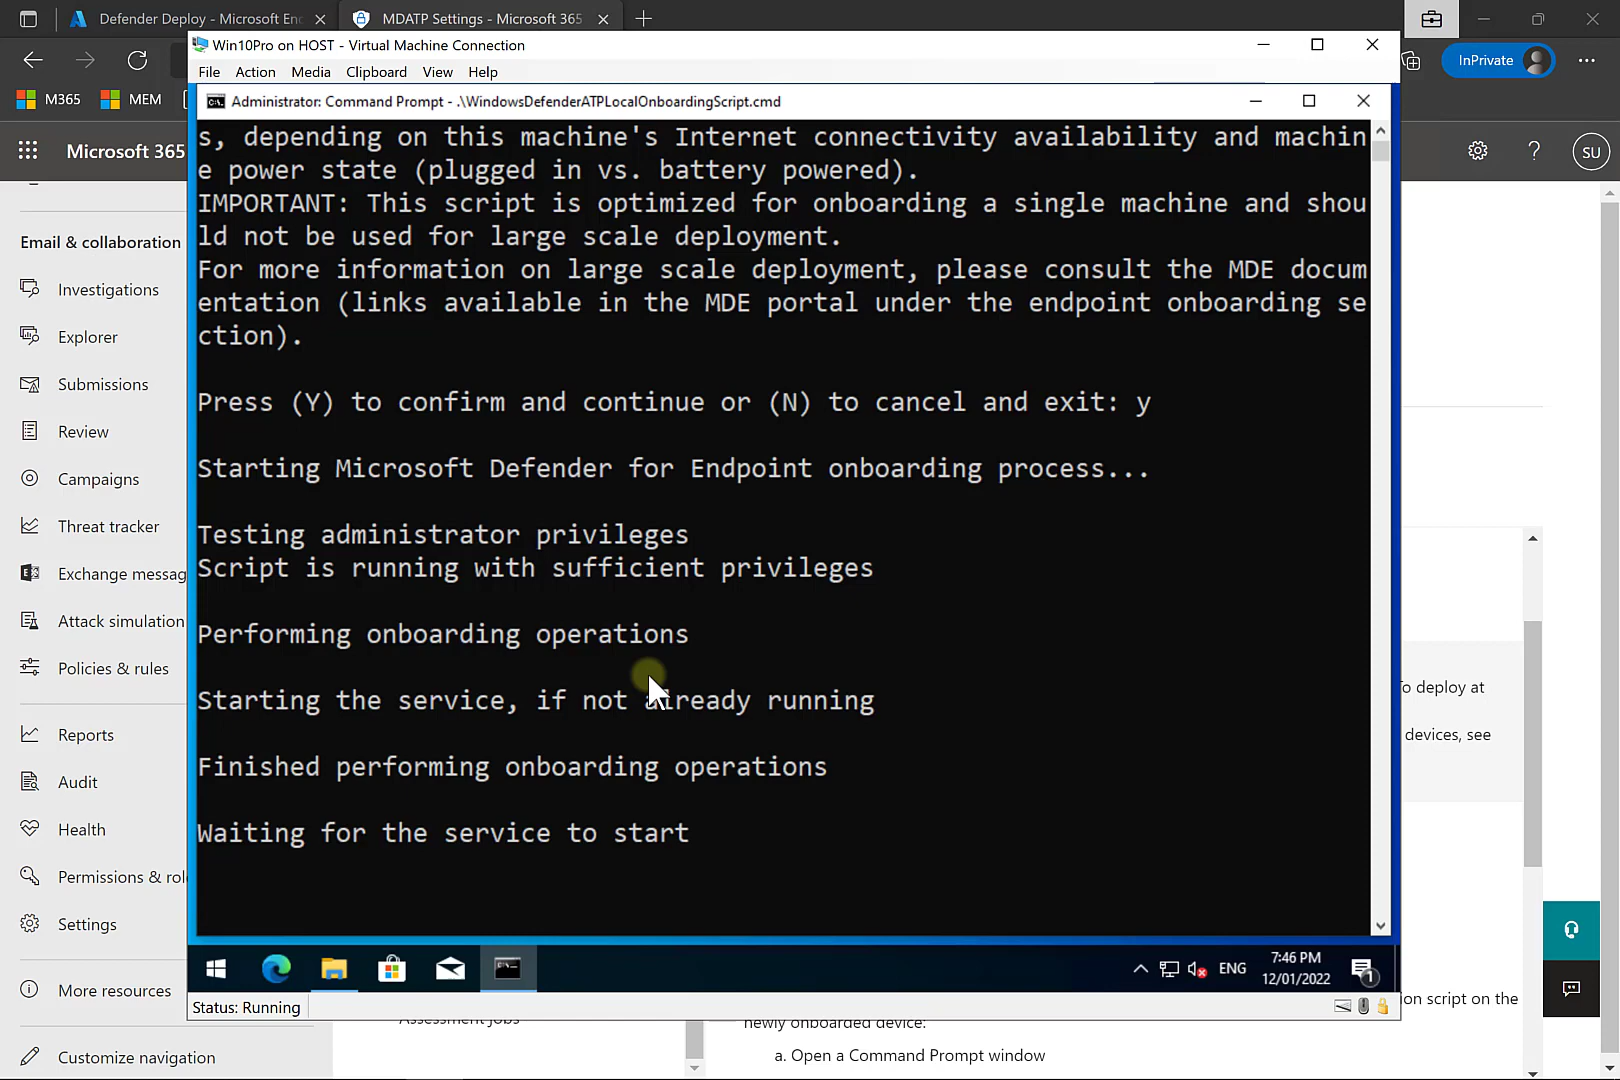 Defender Deploy - Microsoft En
MDATP Settings - Microsoft 365
Win10Pro on HOST - Virtual Machine Connection
InPrivate
File Action Media Clipboard View Help
M365 MEM
Administrator: Command Prompt - .\WindowsDefenderATPLocalOnboardingScript.cmd
Microsoft 365
SU
s, depending on this machine's Internet connectivity availability and machin
e power state (plugged in vs. battery powered).
IMPORTANT: This script is optimized for onboarding a single machine and shou
ld not be used for large scale deployment.
For more information on large scale deployment, please consult the MDE docum
entation (links available in the MDE portal under the endpoint onboarding se
ction).
Press (Y) to confirm and continue or (N) to cancel and exit: y
Starting Microsoft Defender for Endpoint onboarding process...
Testing administrator privileges
Script is running with sufficient privileges
Performing onboarding operations
Starting the service, if not already running
Finished performing onboarding operations
Waiting for the service to start
Email & collaboration
Investigations
Explorer
Submissions
Review
Campaigns
Threat tracker
Exchange messag
Attack simulation
Policies & rules
Reports
Audit
Health
Permissions & rol
Settings
More resources
Customize navigation
To deploy at
devices, see
ENG
7:46 PM
12/01/2022
1
Status: Running
ion script on the
newly onboarded device:
Assessment Jobs
a. Open a Command Prompt window